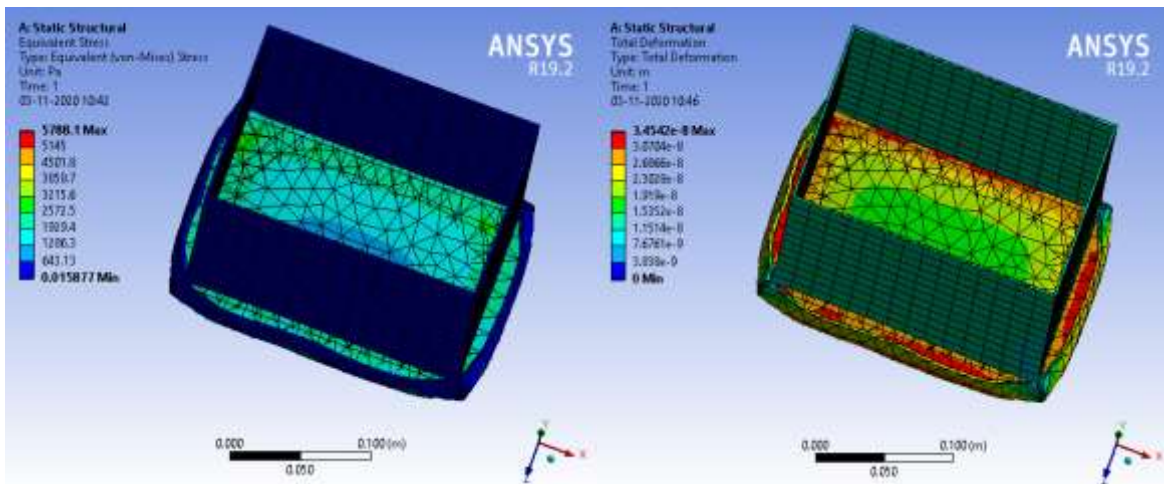 A: Static Structural
Equivalent Stress
Type: Equivalent (von-Mises) Stress
Unit: Pa
Time: 1
03-11-2020 10:42
ANSYS
R19.2
5788.1 Max
5145
4501.8
3858.7
3215.6
2572.5
1929.4
1286.3
643.13
0.015877 Min
0.000
0.100 (m)
0.050
Y
X
Z
A: Static Structural
Total Deformation
Type: Total Deformation
Unit: m
Time: 1
03-11-2020 10:46
ANSYS
R19.2
3.4542e-8 Max
3.0704e-8
2.6866e-8
2.3028e-8
1.919e-8
1.5352e-8
1.1514e-8
7.6761e-9
3.838e-9
0 Min
0.000
0.100 (m)
0.050
Y
X
Z